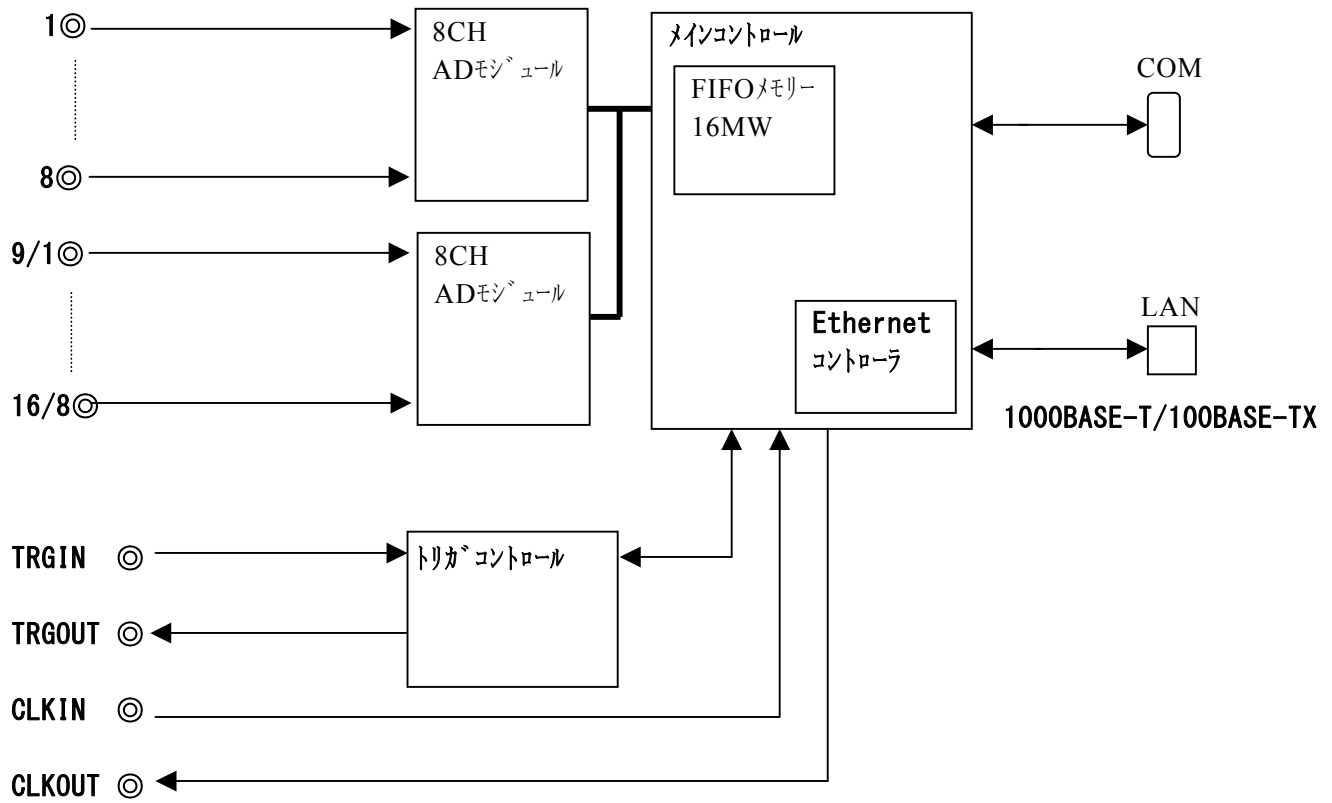 1◎
8CH
ADﾓｼﾞｭｰﾙ
8◎
9/1◎
8CH
ADﾓｼﾞｭｰﾙ
16/8◎
ﾒｲﾝｺﾝﾄﾛｰﾙ
FIFOﾒﾓﾘｰ
16MW
Ethernet
ｺﾝﾄﾛｰﾗ
COM
LAN
1000BASE-T/100BASE-TX
TRGIN ◎
ﾄﾘｶﾞｺﾝﾄﾛｰﾙ
TRGOUT ◎
CLKIN ◎
CLKOUT ◎